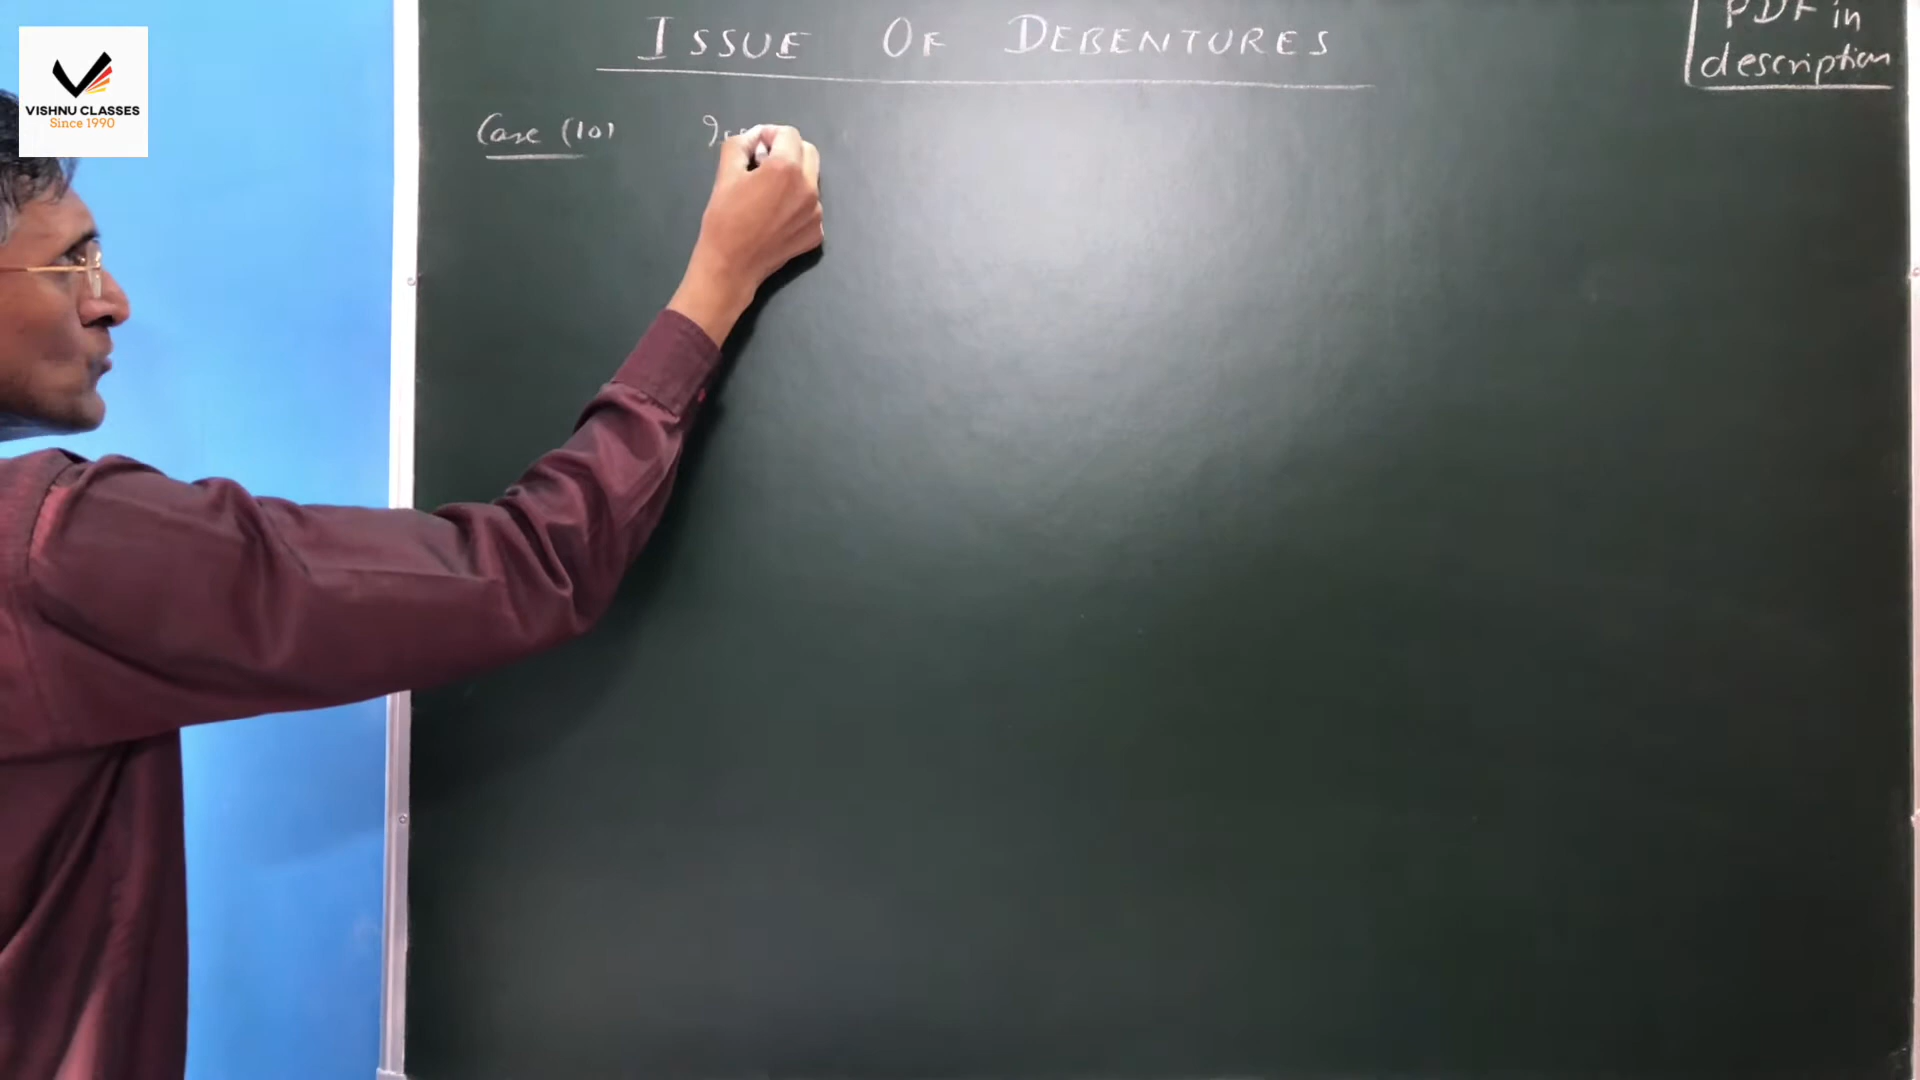 VISHNU CLASSES
Since 1990
ISSUE OF DEBENTURES
PDF in
description
Case (10)